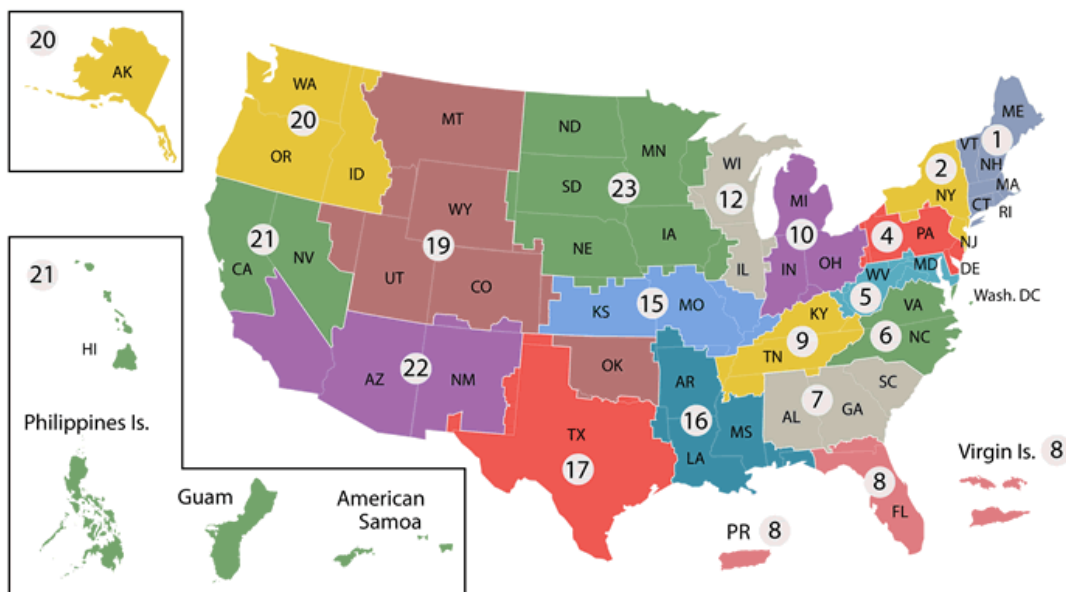 20
AK
WA
20
OR
ID
MT
WY
19
UT
CO
ND
MN
SD
23
NE
IA
WI
12
IL
MI
10
IN
OH
ME
VT
1
NH
MA
CT
RI
2
NY
4
PA
NJ
DE
MD
WV
5
Wash. DC
VA
6
NC
KY
9
TN
SC
7
AL
GA
21
CA
NV
KS
15
MO
22
AZ
NM
OK
AR
16
MS
LA
TX
17
8
FL
Virgin Is. 8
PR 8
21
HI
Philippines Is.
Guam
American
Samoa